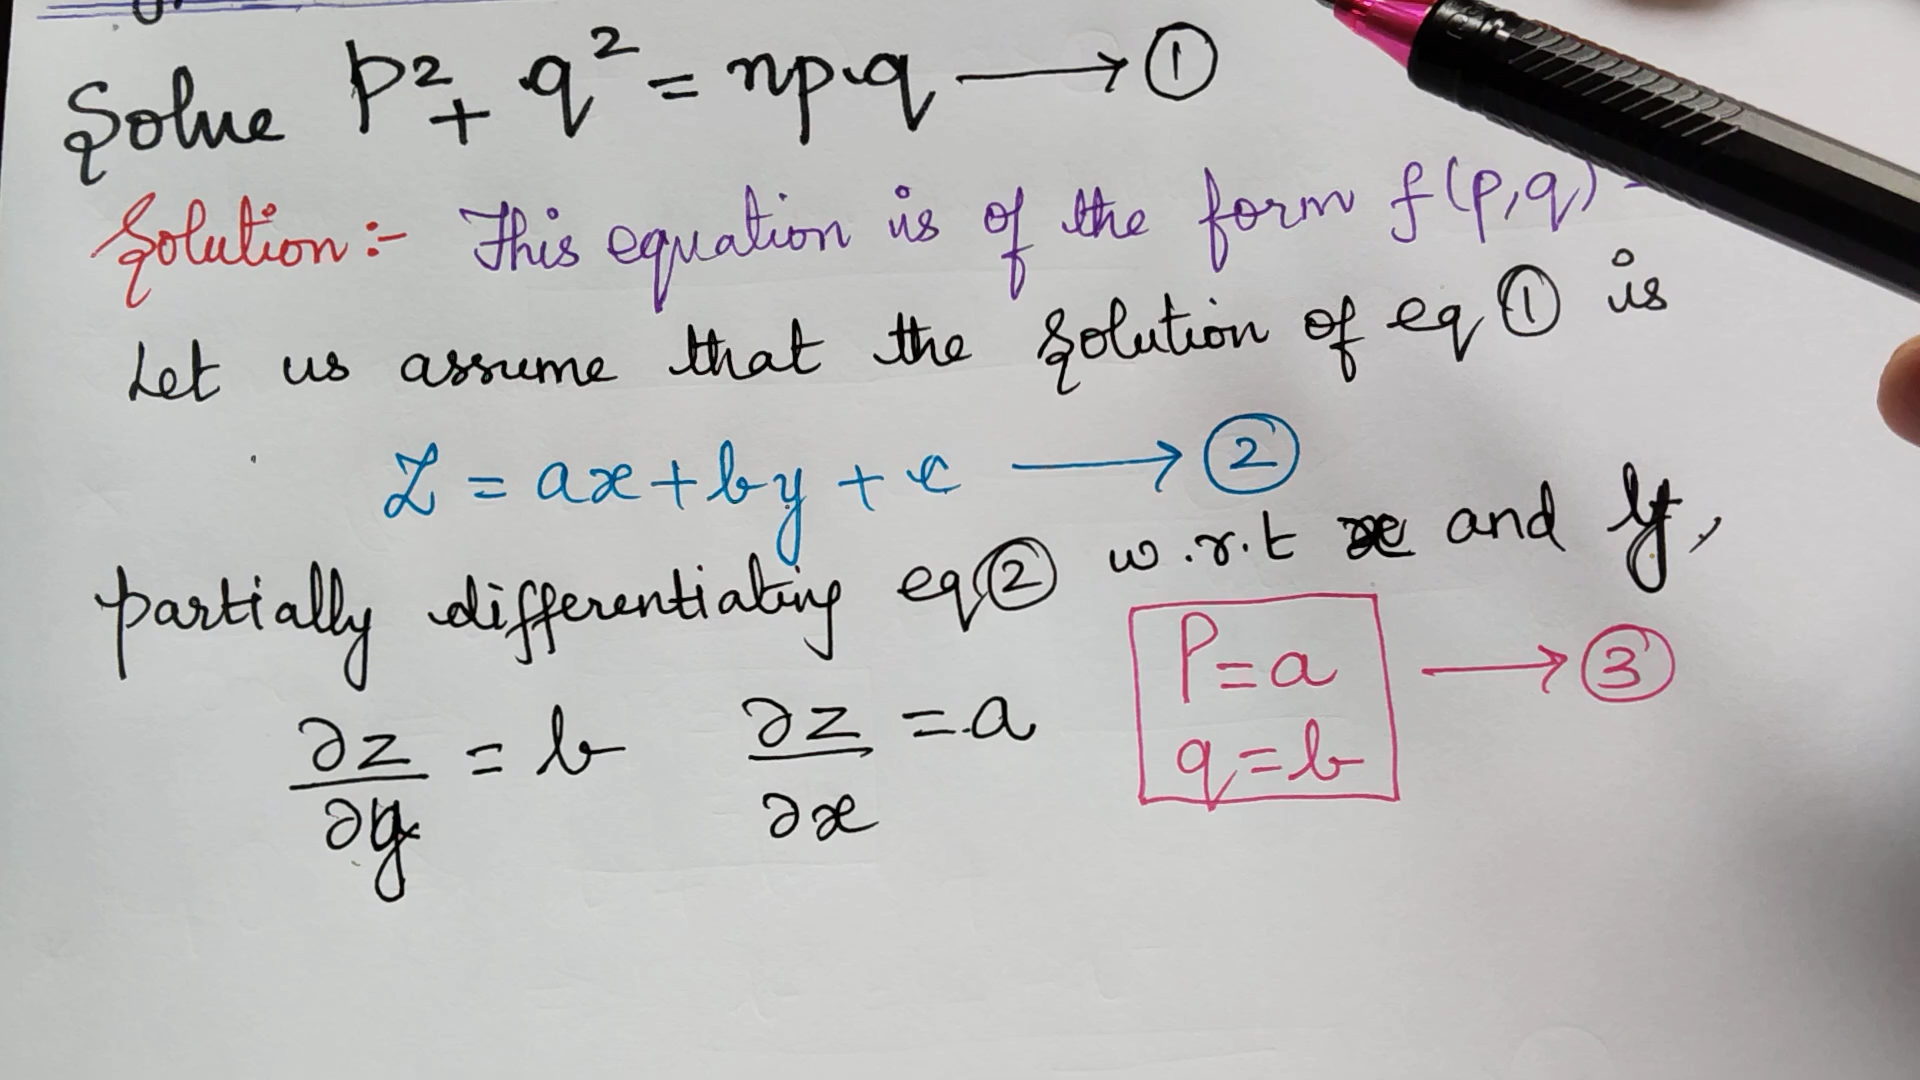 Solve p² + q² = npq → ①
Solution :- This equation is of the form f(p,q)
Let us assume that the solution of eq ① is
Z = ax + by + c → ②
partially differentiating eq ② w.r.t x and y,
P = a → ③
q = b
∂z/∂y = b ∂z/∂x = a